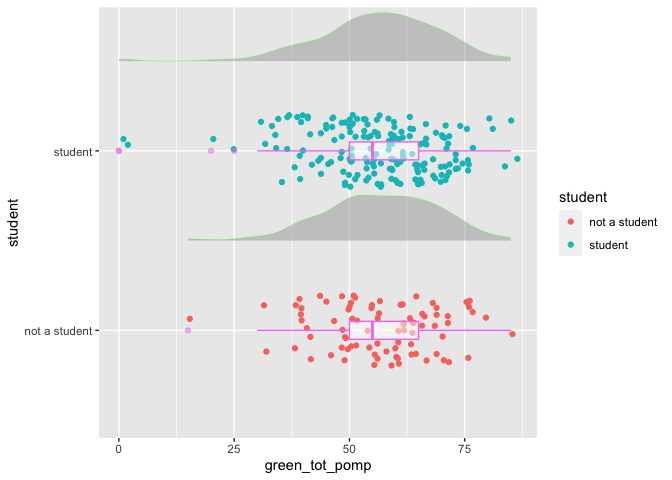 student
student
not a student
0
25
50
75
green_tot_pomp
student
not a student
student